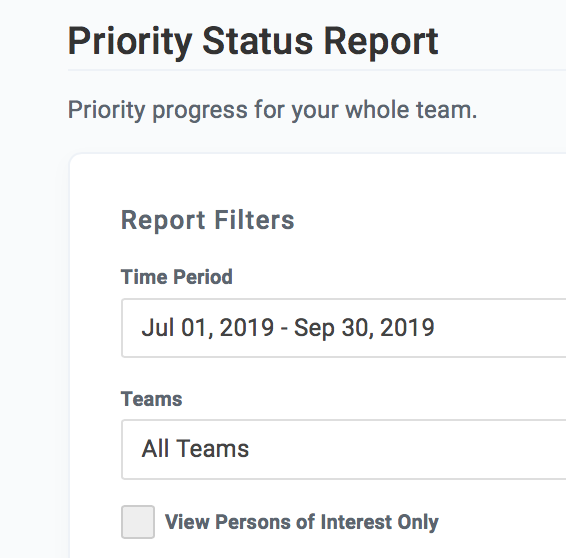 Priority Status Report
Priority progress for your whole team.
Report Filters
Time Period
Jul 01, 2019 - Sep 30, 2019
Teams
All Teams
View Persons of Interest Only